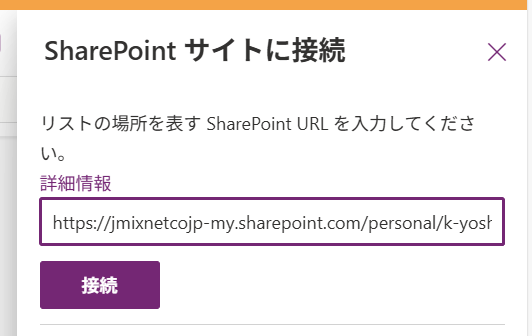 SharePoint サイトに接続
リストの場所を表す SharePoint URL を入力してくださ
い。
詳細情報
https://jmixnetcojp-my.sharepoint.com/personal/k-yosh
接続